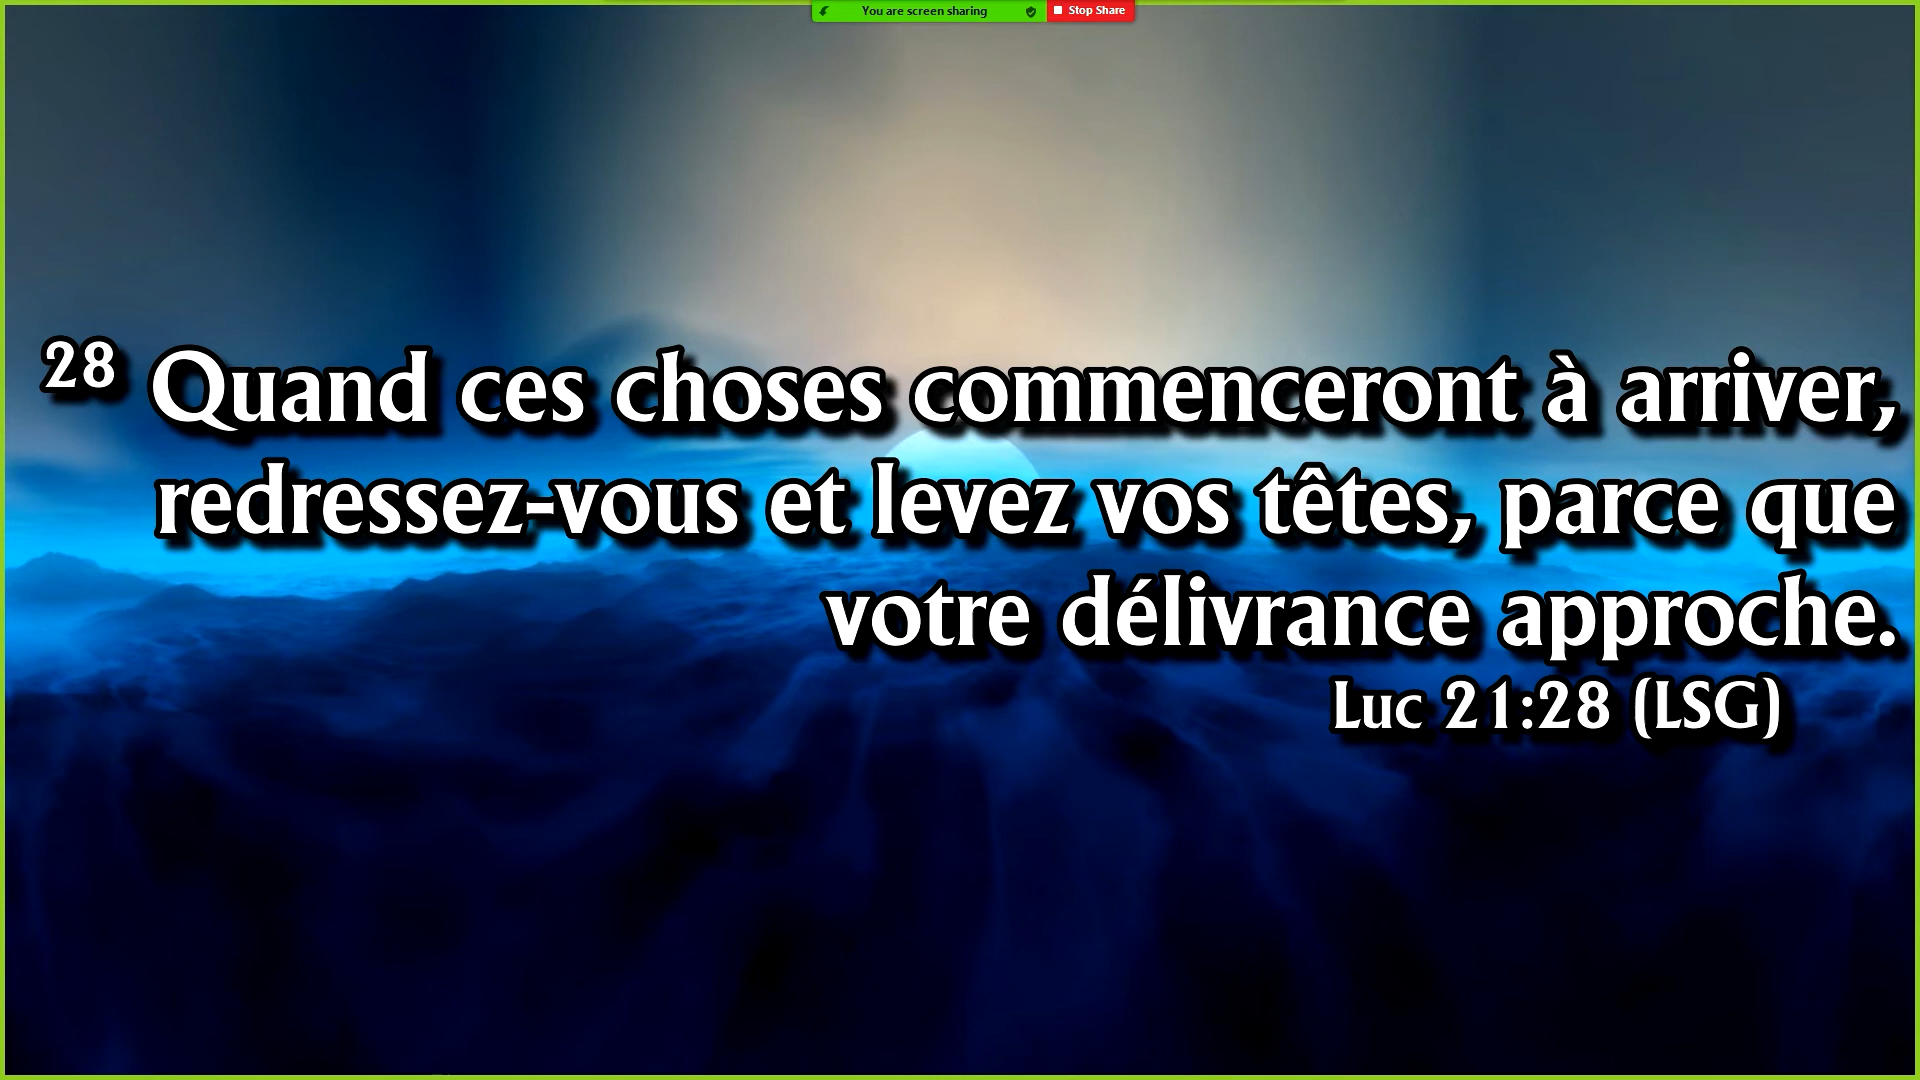 You are screen sharing Stop Share
28 Quand ces choses commenceront à arriver,
redressez-vous et levez vos têtes, parce que
votre délivrance approche.
Luc 21:28 (LSG)